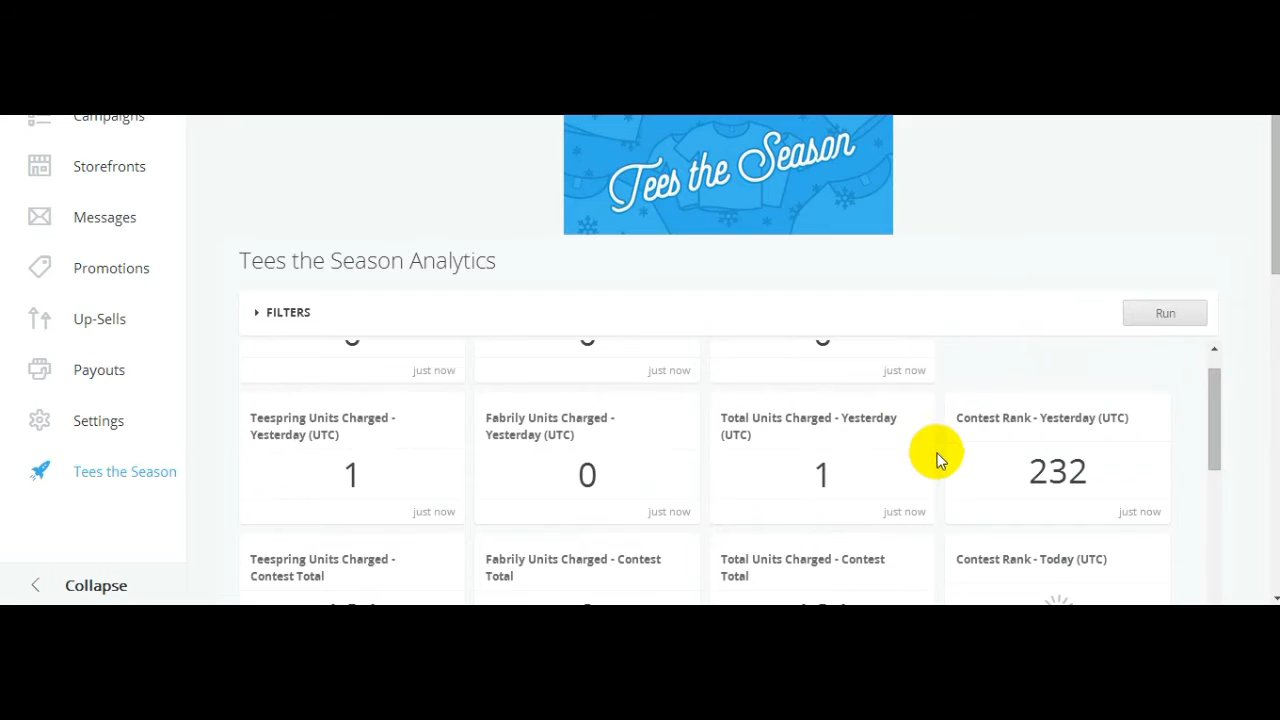 Campaigns
Storefronts
Messages
Promotions
Up-Sells
Payouts
Settings
Tees the Season
Collapse
Tees the Season
Tees the Season Analytics
FILTERS
Run
just now
just now
just now
Teespring Units Charged -
Yesterday (UTC)
1
just now
Fabrily Units Charged -
Yesterday (UTC)
0
just now
Total Units Charged - Yesterday
(UTC)
1
just now
Contest Rank - Yesterday (UTC)
232
just now
Teespring Units Charged -
Contest Total
Fabrily Units Charged - Contest
Total
Total Units Charged - Contest
Total
Contest Rank - Today (UTC)